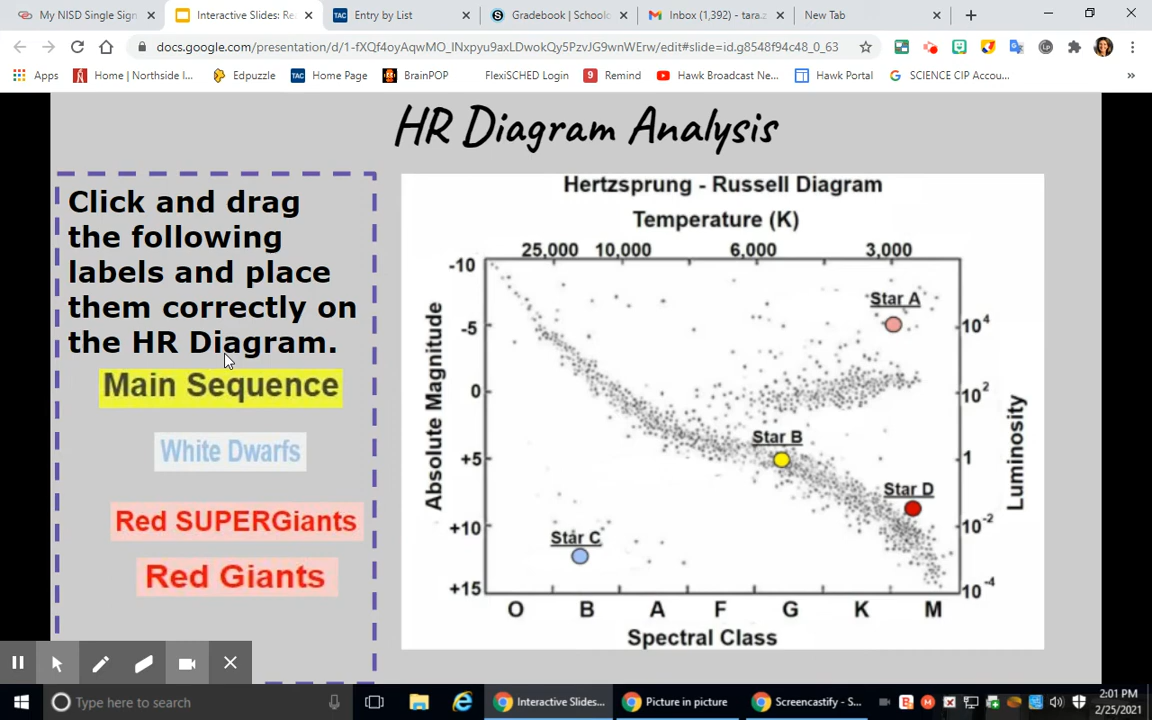 My NISD Single Sign
Interactive Slides: Re
Entry by List
Gradebook | Schoolc
Inbox (1,392) - tara.z
New Tab
docs.google.com/presentation/d/1-fXQf4oyAqwMO_INxpyu9axLDwokQy5PzvJG9wnWErw/edit#slide=id.g8548f94c48_0_63
Apps
Home | Northside I...
Edpuzzle
TAC
Home Page
BrainPOP
FlexiSCHED Login
Remind
Hawk Broadcast Ne...
Hawk Portal
SCIENCE CIP Accou...
HR Diagram Analysis
Click and drag
the following
labels and place
them correctly on
the HR Diagram.
Main Sequence
White Dwarfs
Red SUPERGiants
Red Giants
Hertzsprung - Russell Diagram
Temperature (K)
25,000 10,000 6,000 3,000
Absolute Magnitude
-10
-5
0
+5
+10
+15
Star A
Star B
Star C
Star D
10^4
10^2
1
10^-2
10^-4
Luminosity
O B A F G K M
Spectral Class
Type here to search
Interactive Slides:...
Picture in picture
Screencastify - S...
2:01 PM
2/25/2021